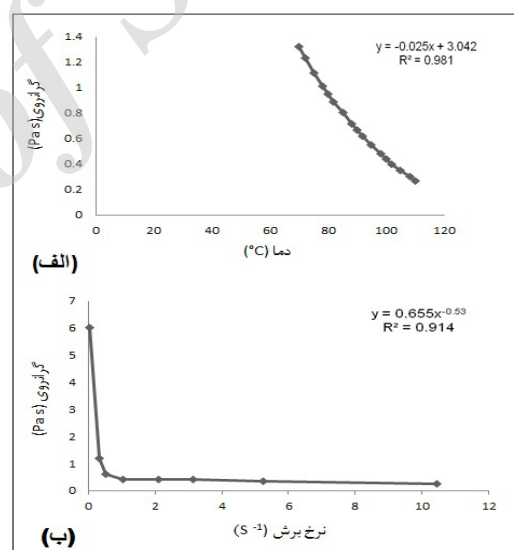 y = -0.025x + 3.042
R² = 0.981
گرانروی (Pa s)
1.4
1.2
1
0.8
0.6
0.4
0.2
0
0 20 40 60 80 100 120
دما (°C)
(الف)
y = 0.655x^-0.53
R² = 0.914
گرانروی (Pa s)
7
6
5
4
3
2
1
0
0 2 4 6 8 10 12
نرخ برش (S ⁻¹)
(ب)